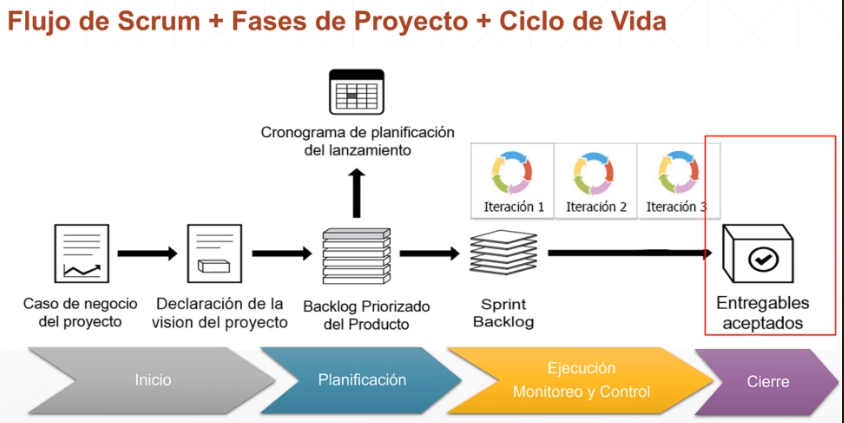 Flujo de Scrum + Fases de Proyecto + Ciclo de Vida
Cronograma de planificación
del lanzamiento
Iteración 1
Iteración 2
Iteración 3
Caso de negocio
del proyecto
Declaración de la
vision del proyecto
Backlog Priorizado
del Producto
Sprint
Backlog
Entregables
aceptados
Inicio
Planificación
Ejecución
Monitoreo y Control
Cierre